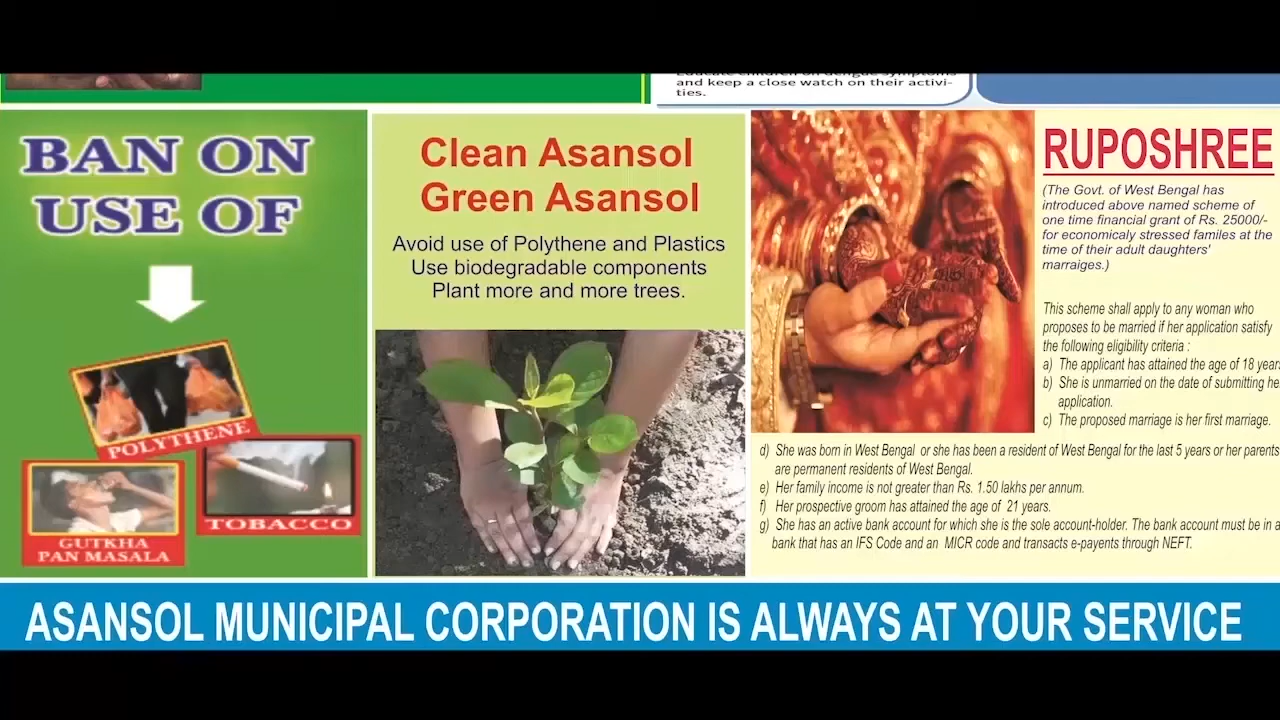 and keep a close watch on their activi-
ties.
BAN ON
USE OF
POLYTHENE
TOBACCO
GUTKHA
PAN MASALA
Clean Asansol
Green Asansol
Avoid use of Polythene and Plastics
Use biodegradable components
Plant more and more trees.
RUPOSHREE
(The Govt. of West Bengal has
introduced above named scheme of
one time financial grant of Rs. 25000/-
for economicaly stressed familes at the
time of their adult daughters'
marraiges.)
This scheme shall apply to any woman who
proposes to be married if her application satisfy
the following eligibility criteria :
a) The applicant has attained the age of 18 years
b) She is unmarried on the date of submitting he
application.
c) The proposed marriage is her first marriage.
d) She was born in West Bengal or she has been a resident of West Bengal for the last 5 years or her parents
are permanent residents of West Bengal.
e) Her family income is not greater than Rs. 1.50 lakhs per annum.
f) Her prospective groom has attained the age of 21 years.
g) She has an active bank account for which she is the sole account-holder. The bank account must be in a
bank that has an IFS Code and an MICR code and transacts e-payents through NEFT.
ASANSOL MUNICIPAL CORPORATION IS ALWAYS AT YOUR SERVICE